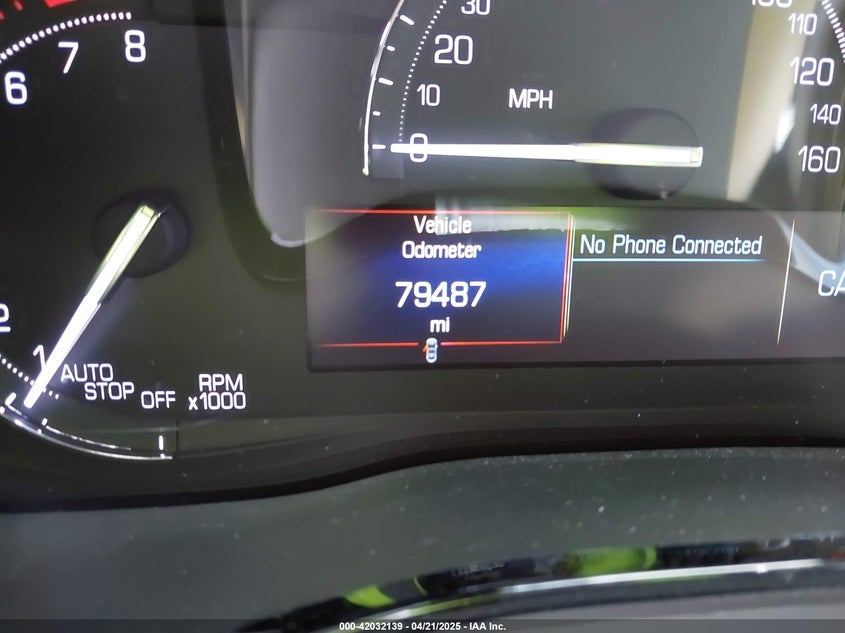 6
7
8
2
1
AUTO
STOP
OFF
RPM
x1000
30
20
10
0
MPH
110
120
140
160
Vehicle
Odometer
79487
mi
No Phone Connected
000-42032139 - 04/21/2025 - IAA Inc.